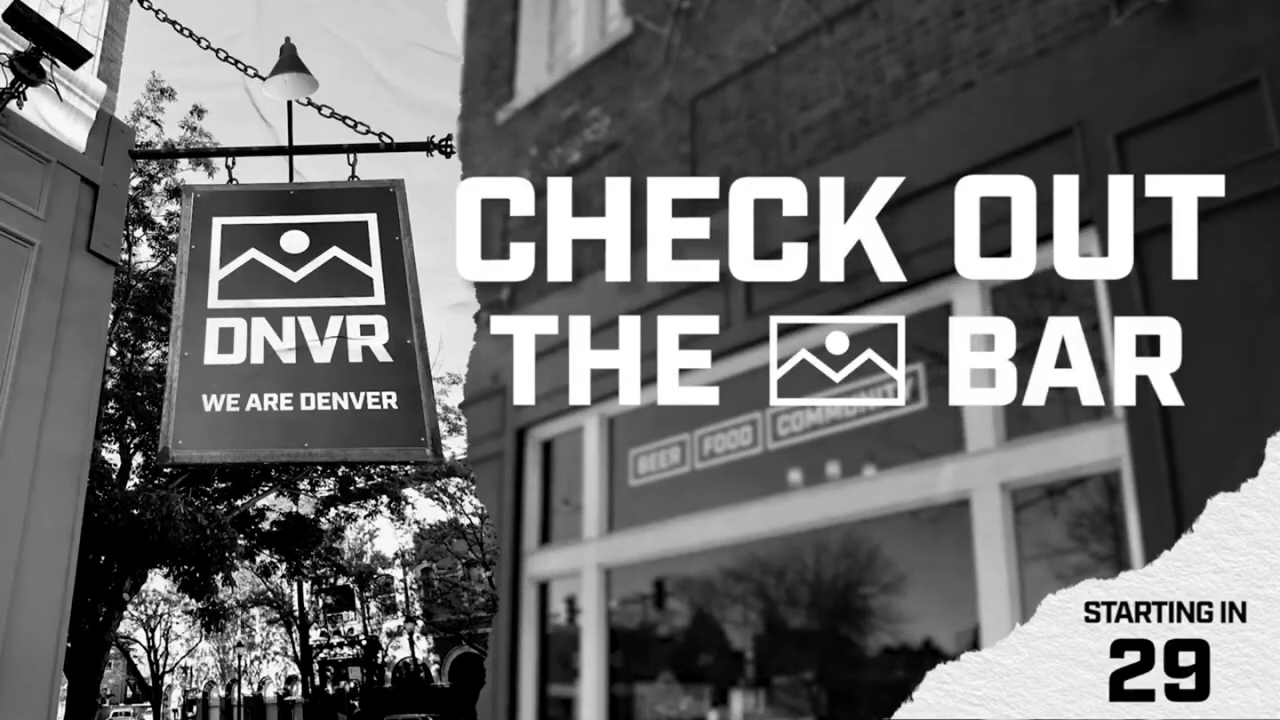 DNVR
WE ARE DENVER
CHECK OUT
THE BAR
BEER FOOD COMMUNITY
STARTING IN
29